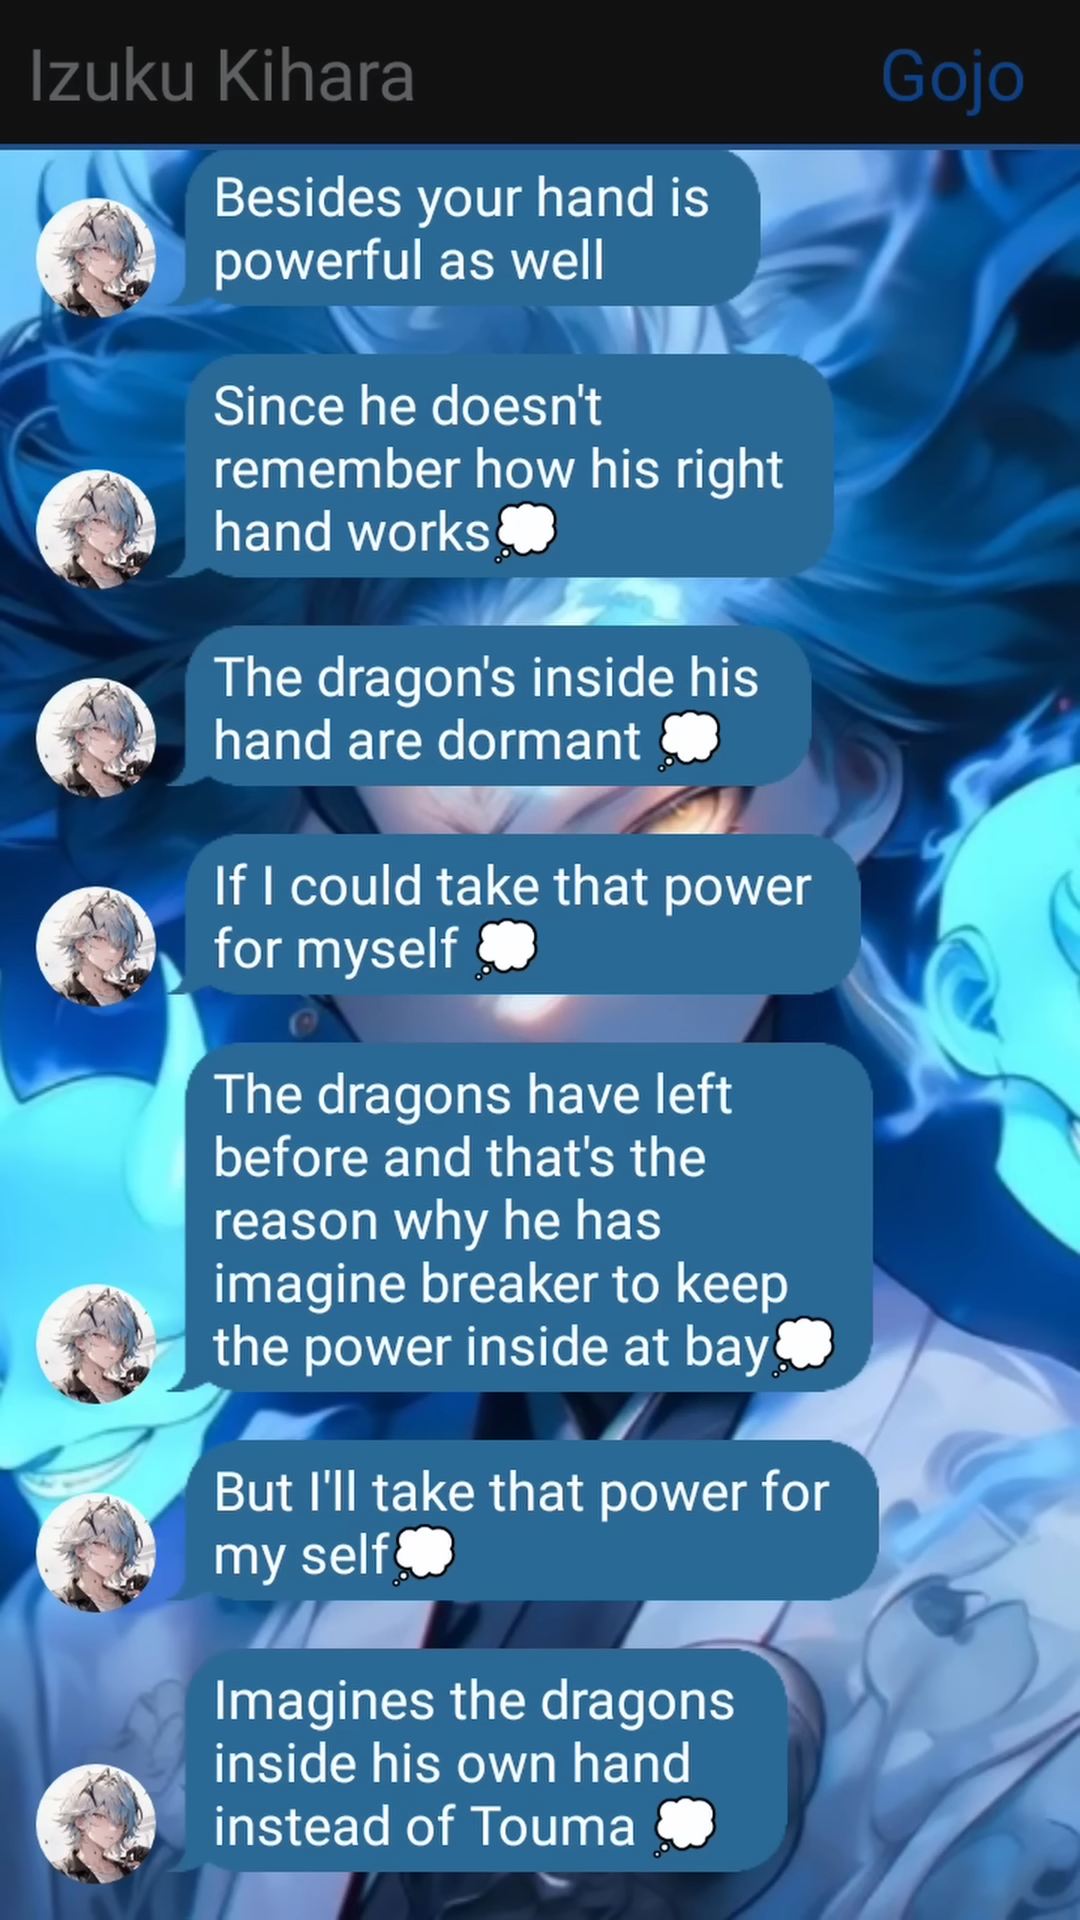 Izuku Kihara
Gojo
Besides your hand is
powerful as well
Since he doesn't
remember how his right
hand works💭
The dragon's inside his
hand are dormant 💭
If I could take that power
for myself 💭
The dragons have left
before and that's the
reason why he has
imagine breaker to keep
the power inside at bay💭
But I'll take that power for
my self💭
Imagines the dragons
inside his own hand
instead of Touma 💭